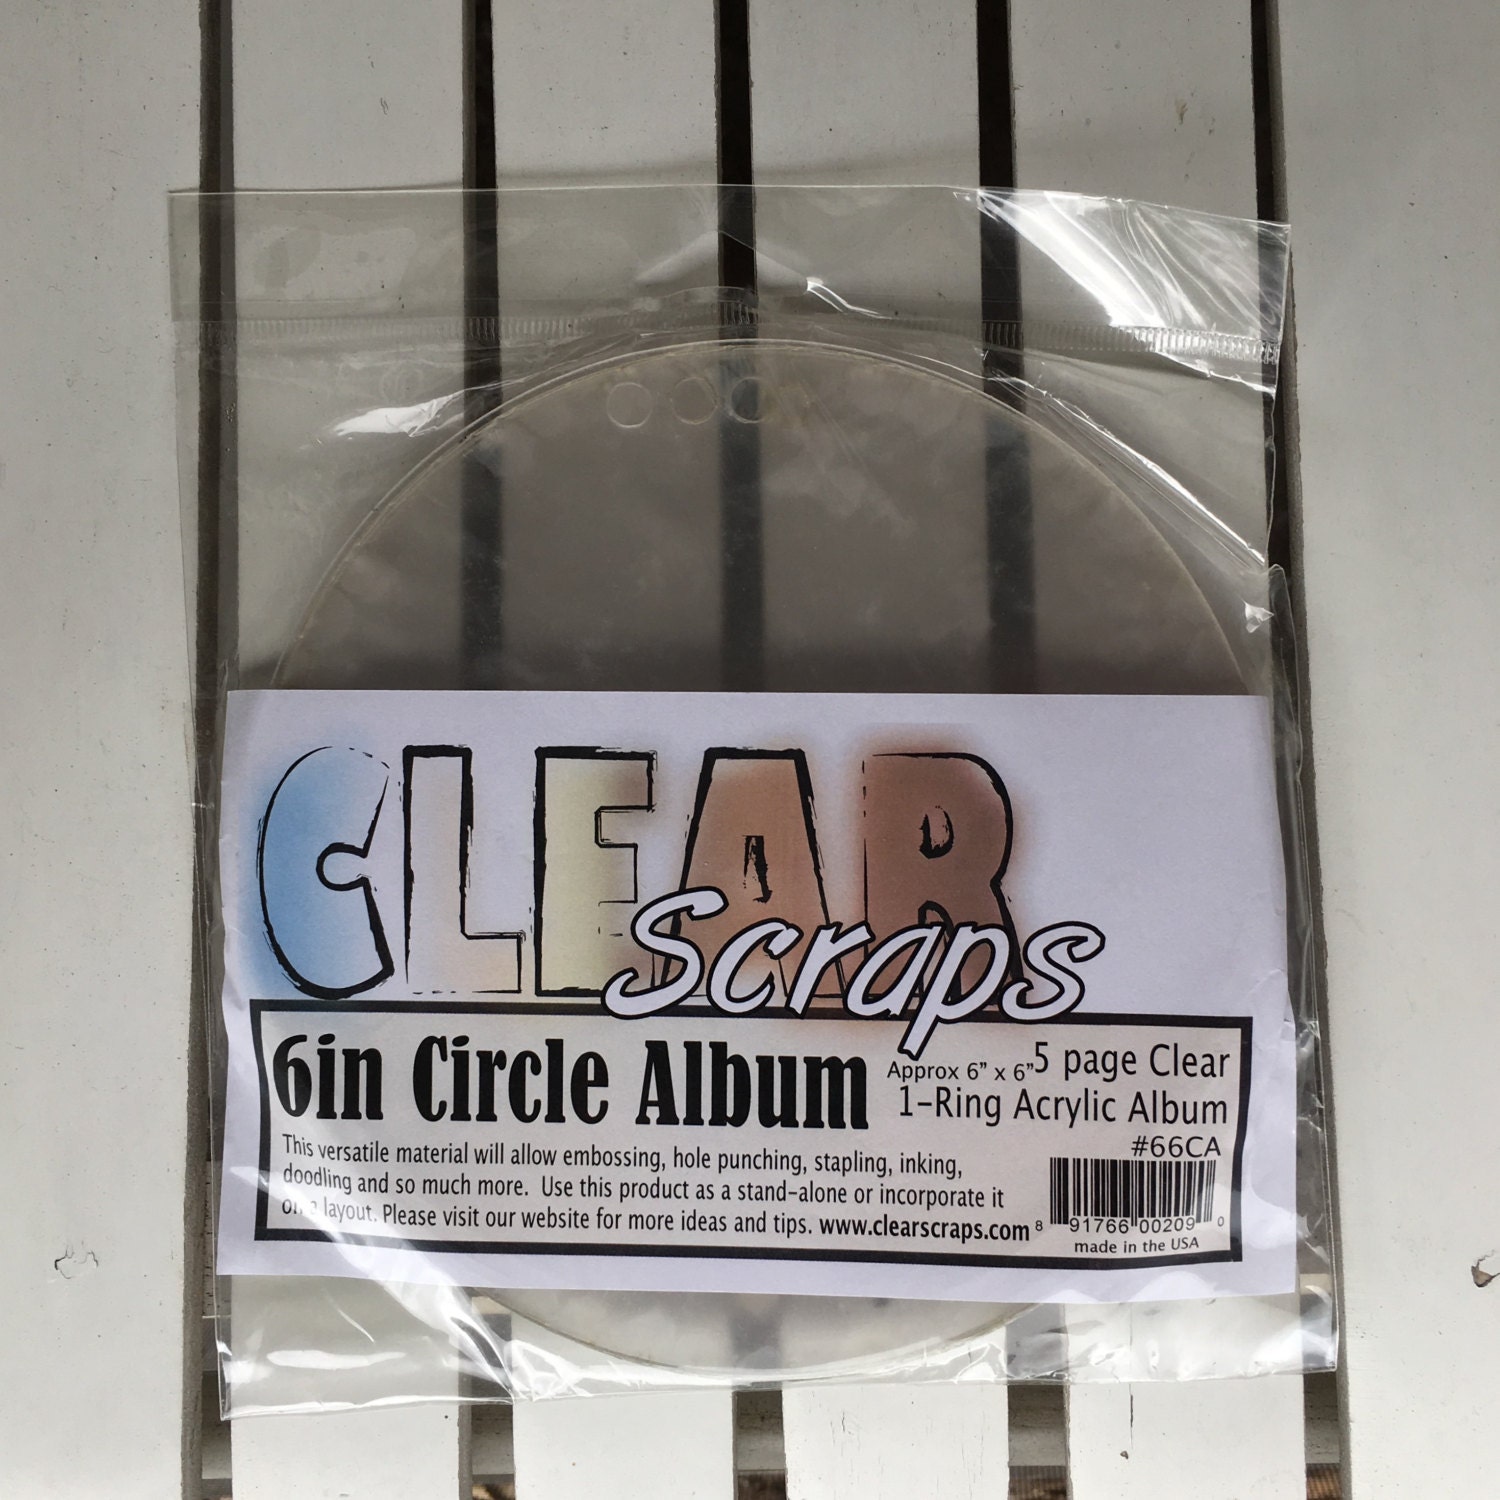 CLEAR
Scraps
6in Circle Album
Approx 6" x 6"
5 page Clear
1-Ring Acrylic Album
#66CA
This versatile material will allow embossing, hole punching, stapling, inking,
doodling and so much more. Use this product as a stand-alone or incorporate it
on a layout. Please visit our website for more ideas and tips. www.clearscraps.com
8 91766 00209 0
made in the USA